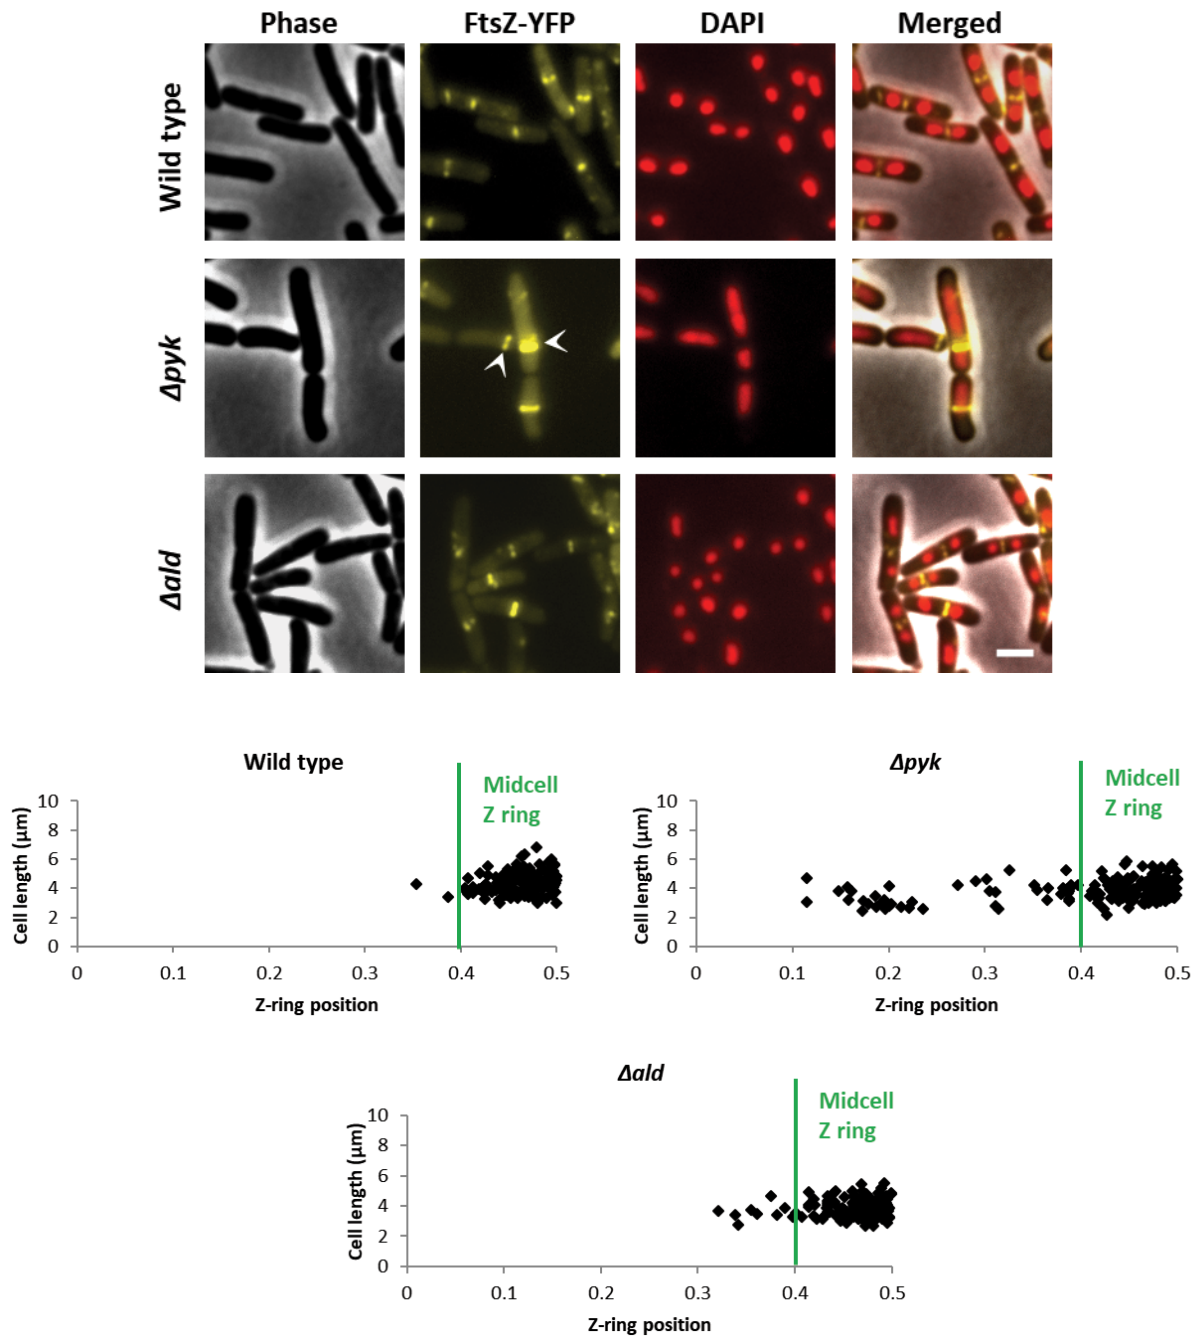 Phase FtsZ-YFP DAPI Merged
Wild type
Δpyk
Δald
Wild type
Midcell
Z ring
Cell length (μm)
10
8
6
4
2
0
0 0.1 0.2 0.3 0.4 0.5
Z-ring position
Δpyk
Midcell
Z ring
Cell length (μm)
10
8
6
4
2
0
0 0.1 0.2 0.3 0.4 0.5
Z-ring position
Δald
Midcell
Z ring
Cell length (μm)
10
8
6
4
2
0
0 0.1 0.2 0.3 0.4 0.5
Z-ring position